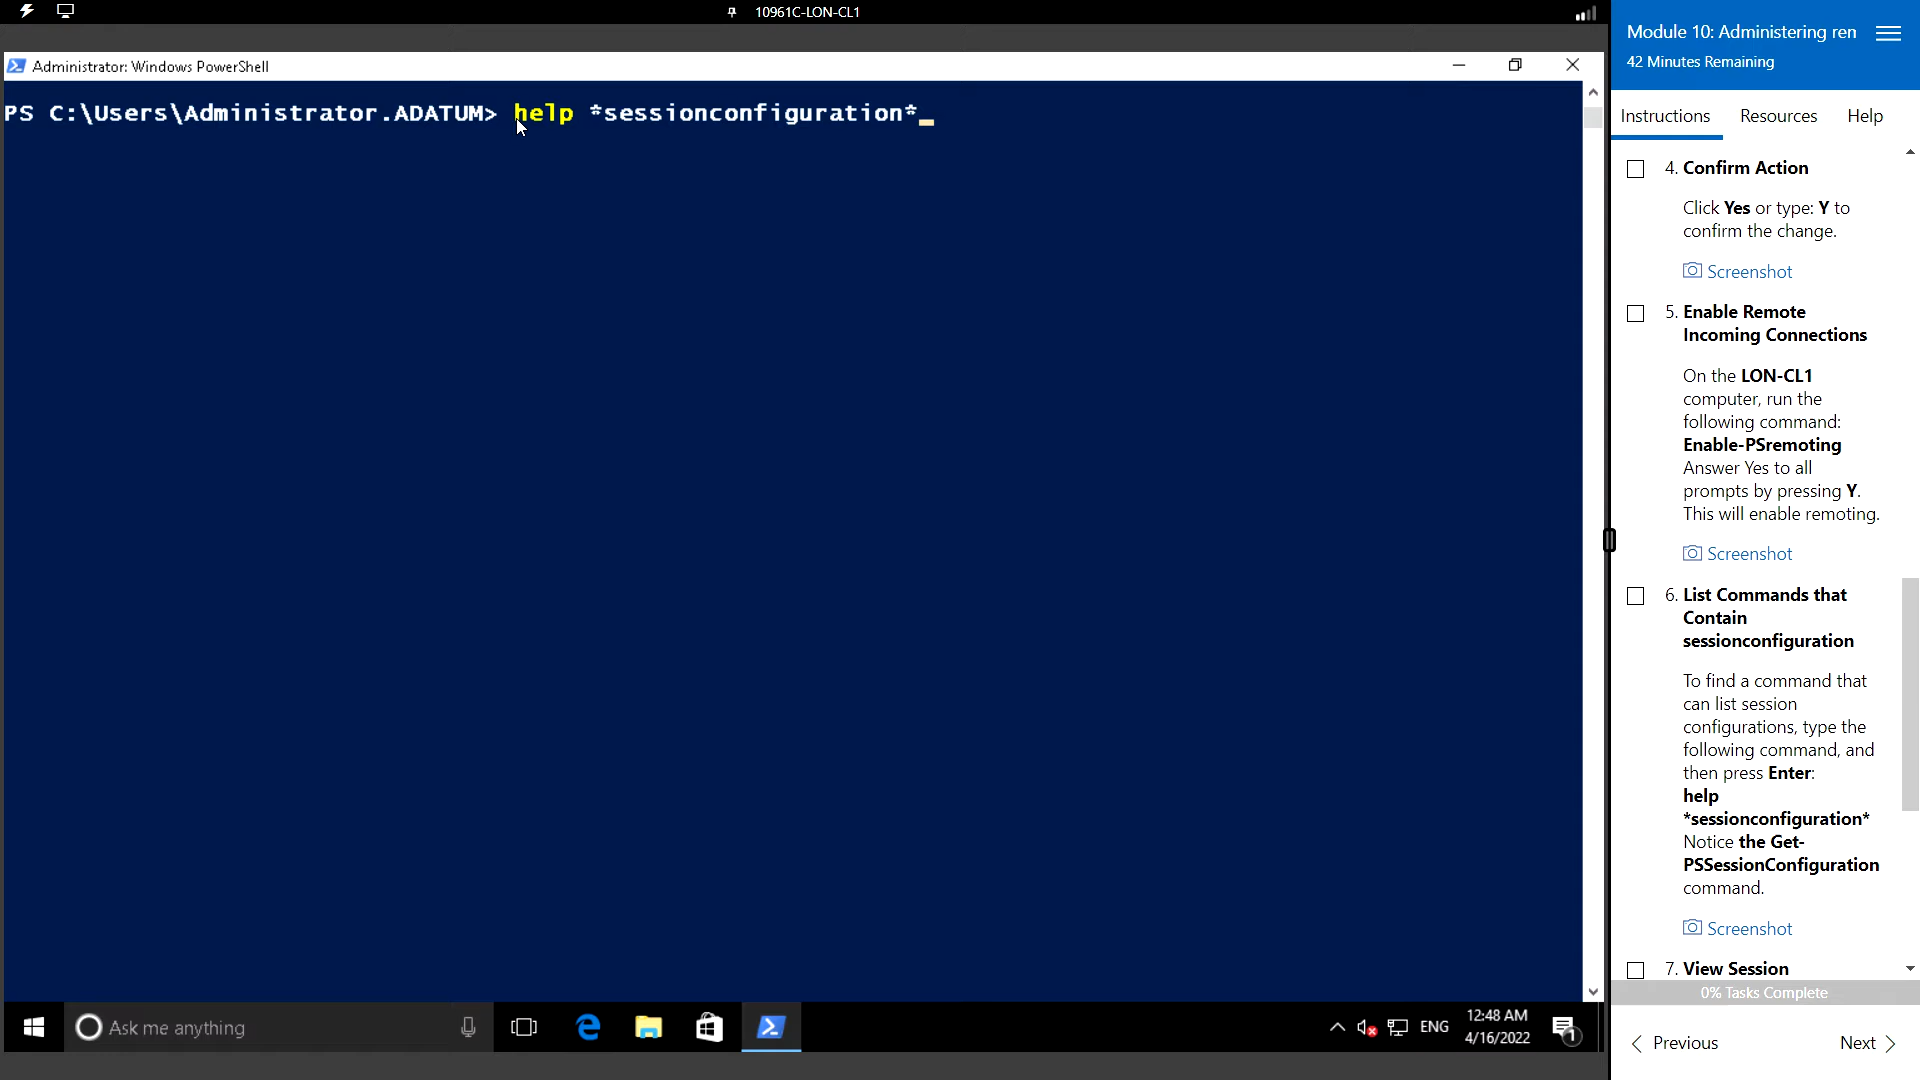 10961C-LON-CL1
Administrator: Windows PowerShell
PS C:\Users\Administrator.ADATUM> help *sessionconfiguration*_
Ask me anything
ENG
12:48 AM
4/16/2022
1
Module 10: Administering ren
42 Minutes Remaining
Instructions
Resources
Help
4. Confirm Action
Click Yes or type: Y to
confirm the change.
Screenshot
5. Enable Remote
Incoming Connections
On the LON-CL1
computer, run the
following command:
Enable-PSremoting
Answer Yes to all
prompts by pressing Y.
This will enable remoting.
Screenshot
6. List Commands that
Contain
sessionconfiguration
To find a command that
can list session
configurations, type the
following command, and
then press Enter:
help
*sessionconfiguration*
Notice the Get-
PSSessionConfiguration
command.
Screenshot
7. View Session
0% Tasks Complete
Previous
Next